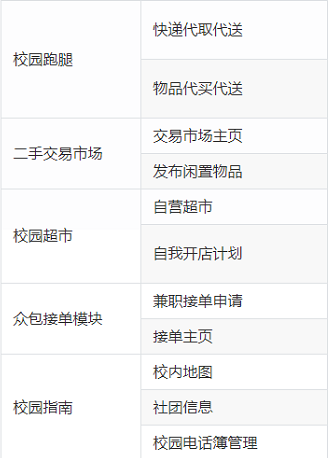 校园跑腿
快递代取代送
物品代买代送
二手交易市场
交易市场主页
发布闲置物品
校园超市
自营超市
自我开店计划
众包接单模块
兼职接单申请
接单主页
校园指南
校内地图
社团信息
校园电话簿管理